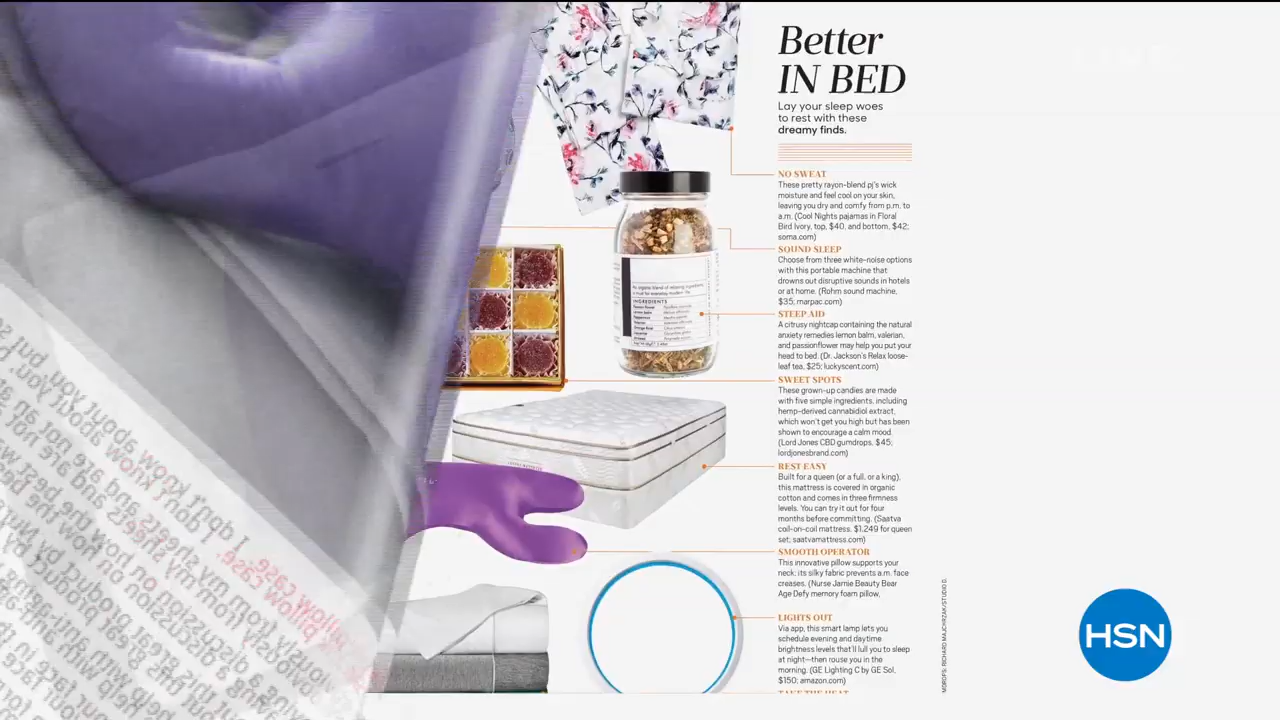 Better
IN BED
Lay your sleep woes
to rest with these
dreamy finds.
NO SWEAT
These pretty rayon-blend pj's wick
moisture and feel cool on your skin,
leaving you dry and comfy from p.m. to
a.m. (Cool Nights pajamas in Floral
Bird Ivory, top, $40, and bottom, $42;
soma.com)
SOUND SLEEP
Choose from three white-noise options
with this portable machine that
drowns out disruptive sounds in hotels
or at home. (Rohm sound machine,
$35; marpac.com)
STEEP AID
A citrusy nightcap containing the natural
anxiety remedies lemon balm, valerian,
and passionflower may help you put your
head to bed. (Dr. Jackson's Relax loose-
leaf tea, $25; luckyscent.com)
SWEET SPOTS
These grown-up candies are made
with five simple ingredients, including
hemp-derived cannabidiol extract,
which won't get you high but has been
shown to encourage a calm mood.
(Lord Jones CBD gumdrops, $45;
lordjonesbrand.com)
REST EASY
Built for a queen (or a full, or a king),
this mattress is covered in organic
cotton and comes in three firmness
levels. You can try it out for four
months before committing. (Saatva
coil-on-coil mattress, $1,249 for queen
set; saatvamattress.com)
SMOOTH OPERATOR
This innovative pillow supports your
neck; its silky fabric prevents a.m. face
creases. (Nurse Jamie Beauty Bear
Age Defy memory foam pillow,
LIGHTS OUT
Via app, this smart lamp lets you
schedule evening and daytime
brightness levels that'll lull you to sleep
at night—then rouse you in the
morning. (GE Lighting C by GE Sol,
$150; amazon.com)
INGREDIENTS
HSN